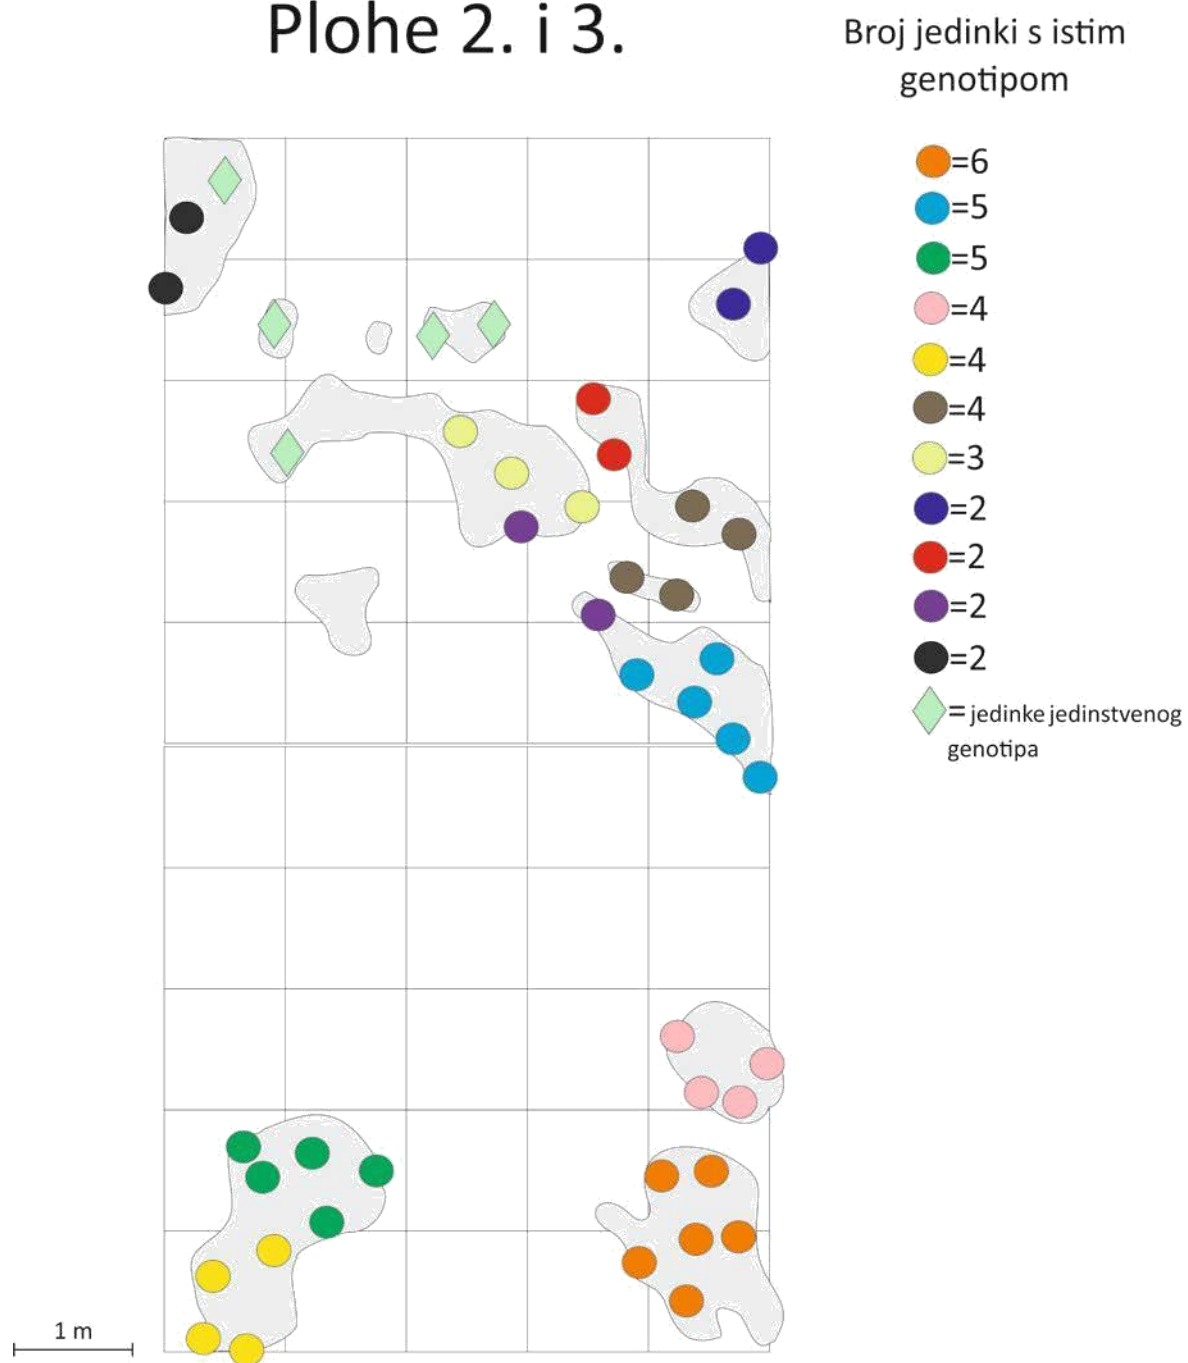 Plohe 2. i 3.
Broj jedinki s istim
genotipom
=6
=5
=5
=4
=4
=4
=3
=2
=2
=2
=2
= jedinke jedinstvenog
genotipa
1 m